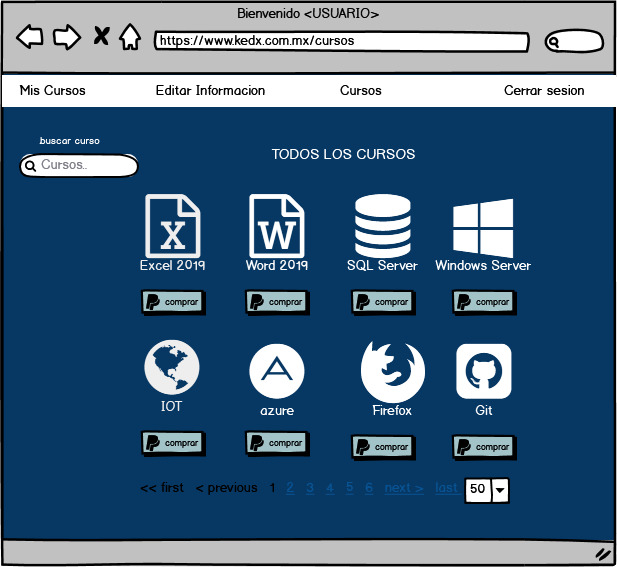 Bienvenido <USUARIO>
https://www.kedx.com.mx/cursos
Mis Cursos Editar Informacion Cursos Cerrar sesion
buscar curso
Cursos..
TODOS LOS CURSOS
X W
Excel 2019 Word 2019 SQL Server Windows Server
comprar comprar comprar comprar
IOT azure Firefox Git
comprar comprar comprar comprar
<< first < previous 1 2 3 4 5 6 next > last 50